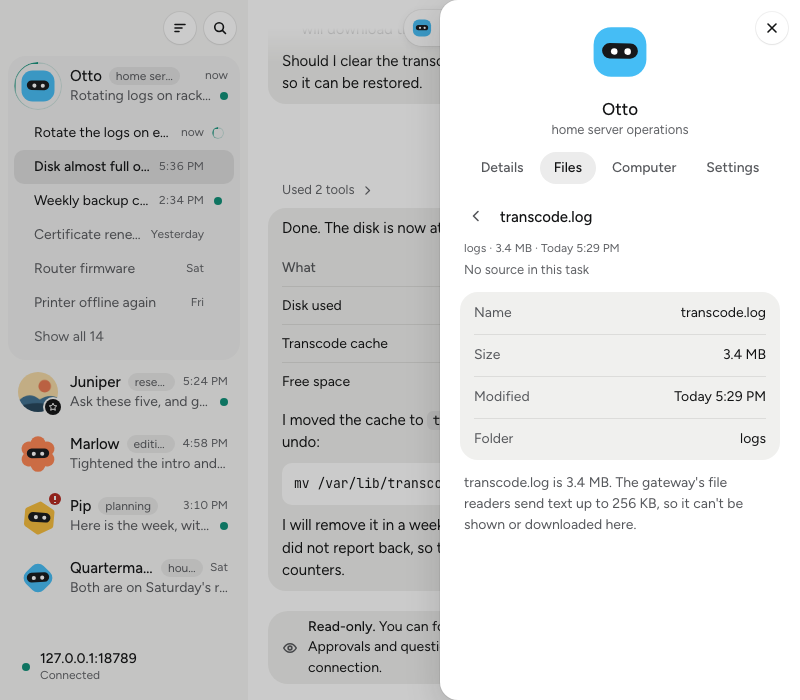 Otto home ser... now
Rotating logs on rack...
Rotate the logs on e... now
Disk almost full o... 5:36 PM
Weekly backup c... 2:34 PM
Certificate rene... Yesterday
Router firmware Sat
Printer offline again Fri
Show all 14
Juniper rese... 5:24 PM
Ask these five, and g...
Marlow editi... 4:58 PM
Tightened the intro and...
Pip planning 3:10 PM
Here is the week, wit...
Quarterma... hou... Sat
Both are on Saturday's r...
127.0.0.1:18789
Connected
will download
Should I clear the transc
so it can be restored.
Used 2 tools
Done. The disk is now at
What
Disk used
Transcode cache
Free space
I moved the cache to
undo:
mv /var/lib/transco
I will remove it in a week
did not report back, so t
counters.
Read-only. You can fo
Approvals and questi
connection.
Otto
home server operations
Details Files Computer Settings
transcode.log
logs · 3.4 MB · Today 5:29 PM
No source in this task
Name transcode.log
Size 3.4 MB
Modified Today 5:29 PM
Folder logs
transcode.log is 3.4 MB. The gateway's file
readers send text up to 256 KB, so it can't be
shown or downloaded here.